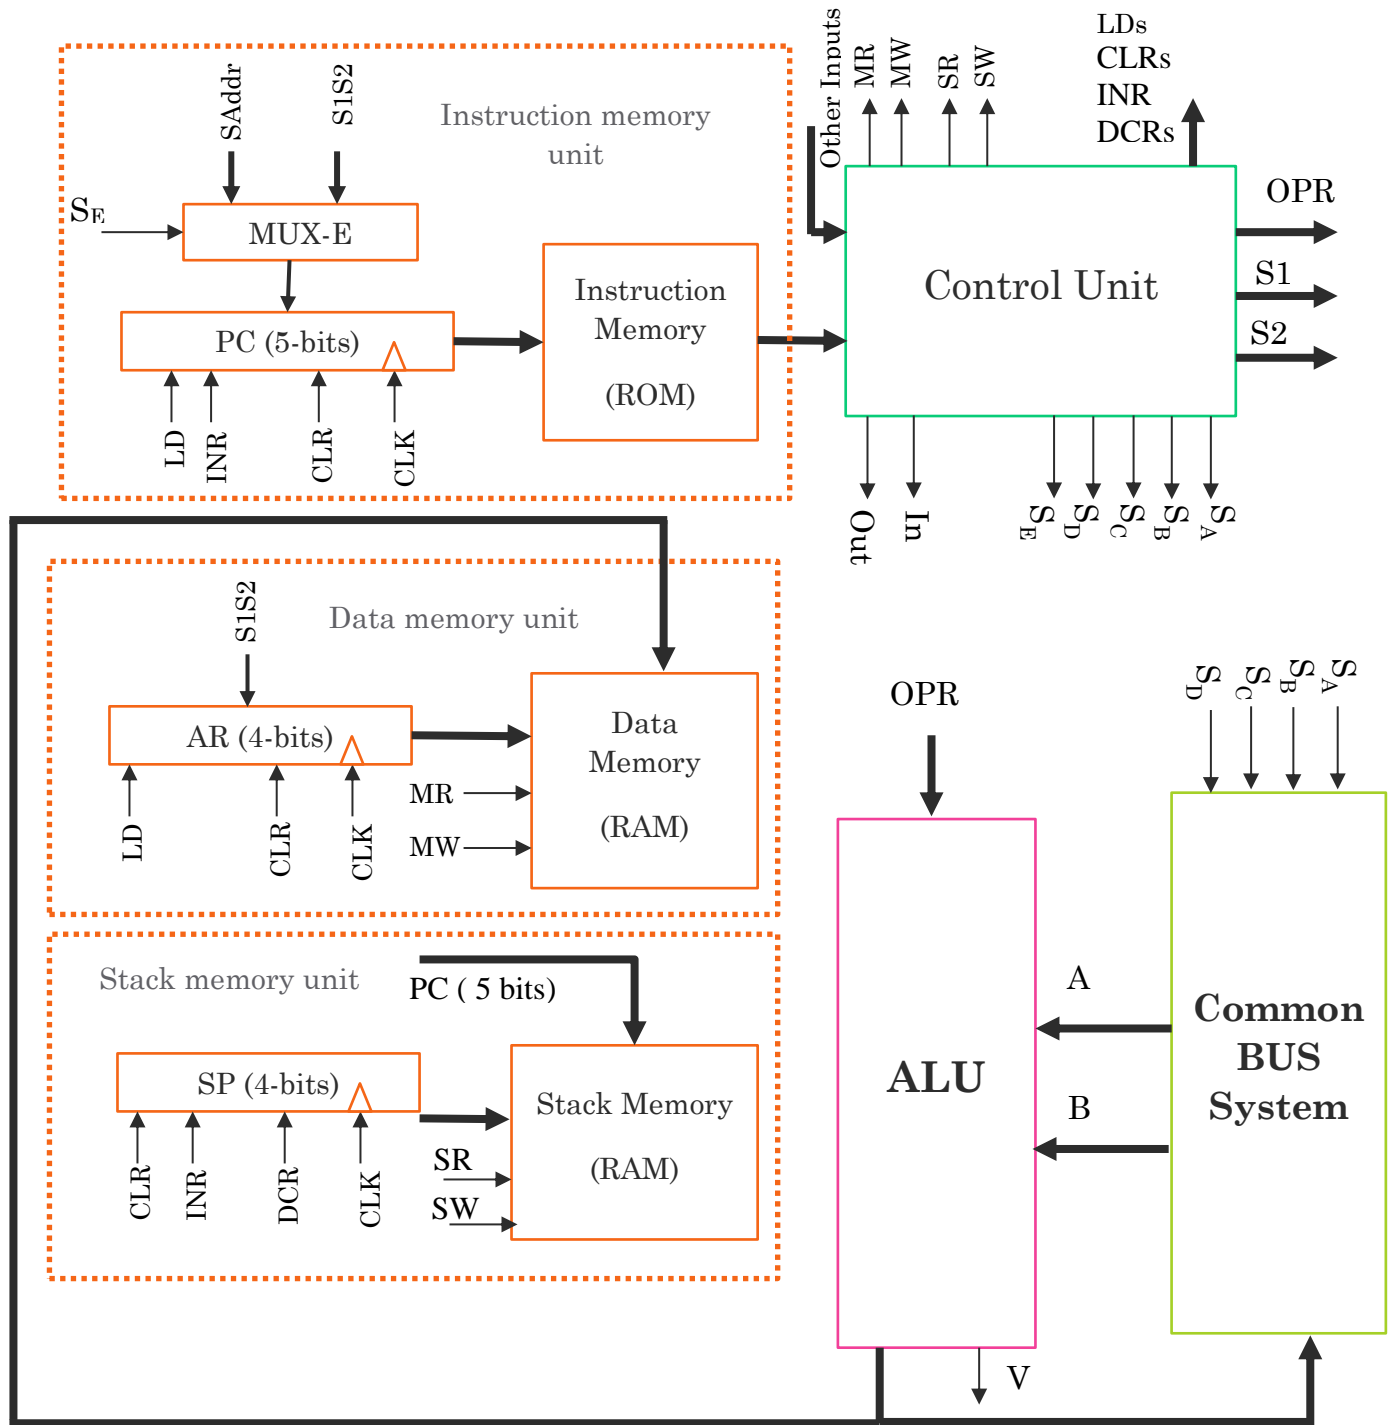 SAddr
S1S2
Instruction memory
unit
SE
MUX-E
PC (5-bits)
LD
INR
CLR
CLK
Instruction
Memory
(ROM)
Other Inputs
MR
MW
SR
SW
LDs
CLRs
INR
DCRs
Control Unit
OPR
S1
S2
Out
In
SE
SD
SC
SB
SA
S1S2
Data memory unit
AR (4-bits)
LD
CLR
CLK
MR
MW
Data
Memory
(RAM)
Stack memory unit
PC ( 5 bits)
SP (4-bits)
CLR
INR
DCR
CLK
SR
SW
Stack Memory
(RAM)
OPR
ALU
A
B
V
SD
SC
SB
SA
Common
BUS
System